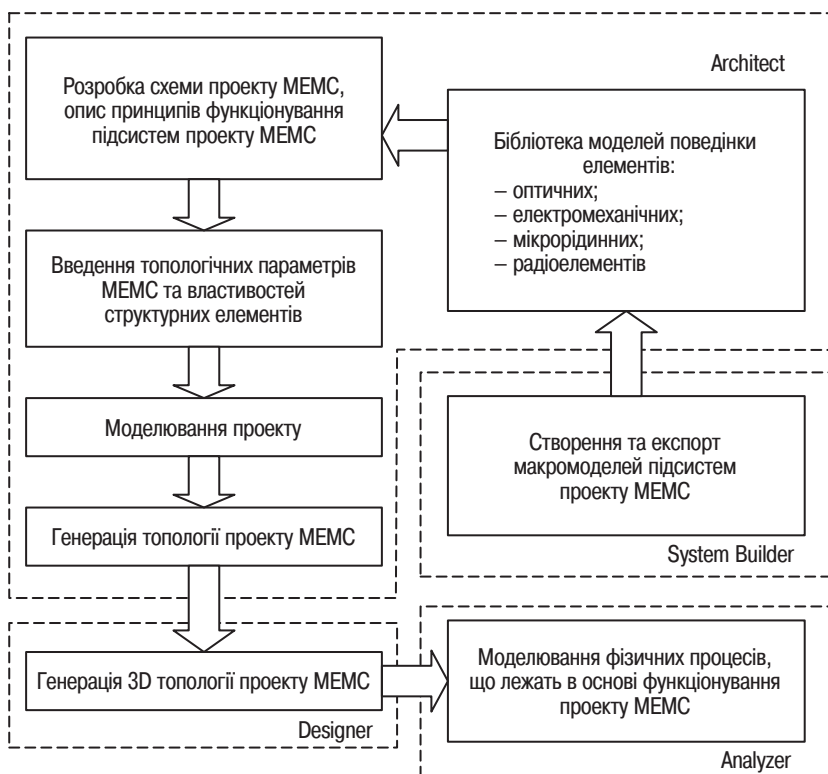 Architect
Розробка схеми проекту МЕМС,
опис принципів функціонування
підсистем проекту МЕМС
Бібліотека моделей поведінки
елементів:
– оптичних;
– електромеханічних;
– мікрорідинних;
– радіоелементів
Введення топологічних параметрів
МЕМС та властивостей
структурних елементів
Моделювання проекту
Створення та експорт
макромоделей підсистем
проекту МЕМС
Генерація топології проекту МЕМС
System Builder
Генерація 3D топології проекту МЕМС
Designer
Моделювання фізичних процесів,
що лежать в основі функціонування
проекту МЕМС
Analyzer